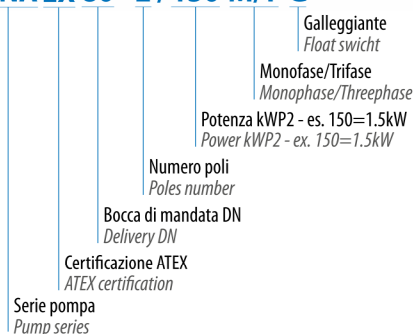 Galleggiante
Float swicht
Monofase/Trifase
Monophase/Threephase
Potenza kWP2 - es. 150=1.5kW
Power kWP2 - ex. 150=1.5kW
Numero poli
Poles number
Bocca di mandata DN
Delivery DN
Certificazione ATEX
ATEX certification
Serie pompa
Pump series